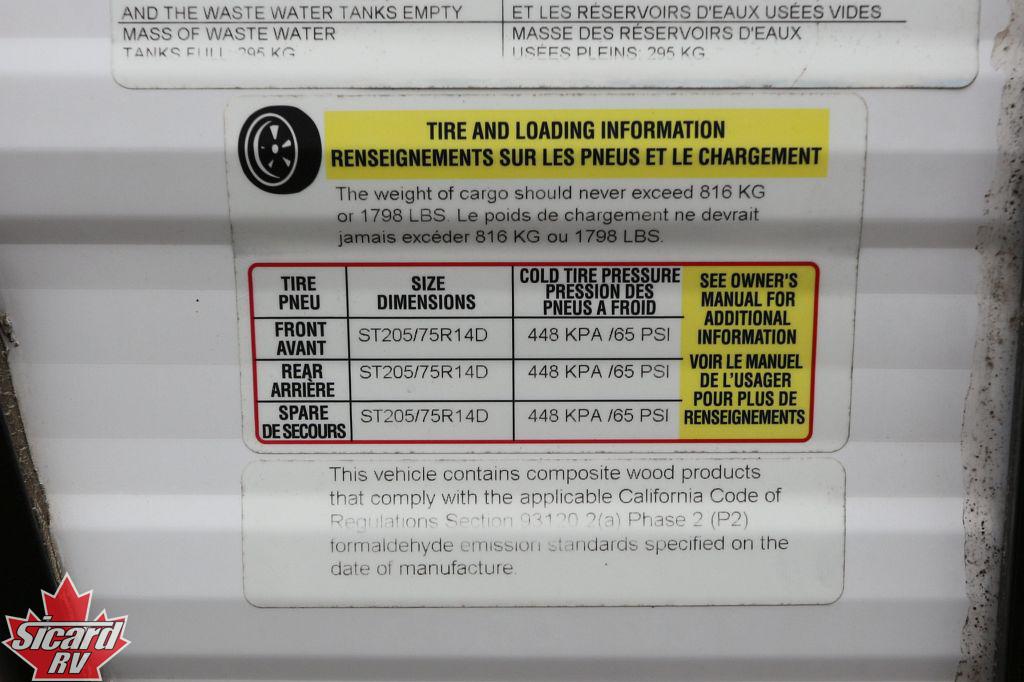 AND THE WASTE WATER TANKS EMPTY
ET LES RÉSERVOIRS D'EAUX USÉES VIDES
MASS OF WASTE WATER
TANKS FULL: 295 KG
MASSE DES RÉSERVOIRS D'EAUX
USÉES PLEINS: 295 KG
TIRE AND LOADING INFORMATION
RENSEIGNEMENTS SUR LES PNEUS ET LE CHARGEMENT
The weight of cargo should never exceed 816 KG
or 1798 LBS. Le poids de chargement ne devrait
jamais excéder 816 KG ou 1798 LBS.
TIRE
PNEU
SIZE
DIMENSIONS
COLD TIRE PRESSURE
PRESSION DES
PNEUS A FROID
FRONT
AVANT
ST205/75R14D
448 KPA /65 PSI
REAR
ARRIÈRE
ST205/75R14D
448 KPA /65 PSI
SPARE
DE SECOURS
ST205/75R14D
448 KPA /65 PSI
SEE OWNER'S
MANUAL FOR
ADDITIONAL
INFORMATION
VOIR LE MANUEL
DE L'USAGER
POUR PLUS DE
RENSEIGNEMENTS
This vehicle contains composite wood products
that comply with the applicable California Code of
Regulations Section 93120.2(a) Phase 2 (P2)
formaldehyde emission standards specified on the
date of manufacture.
Sicard
RV